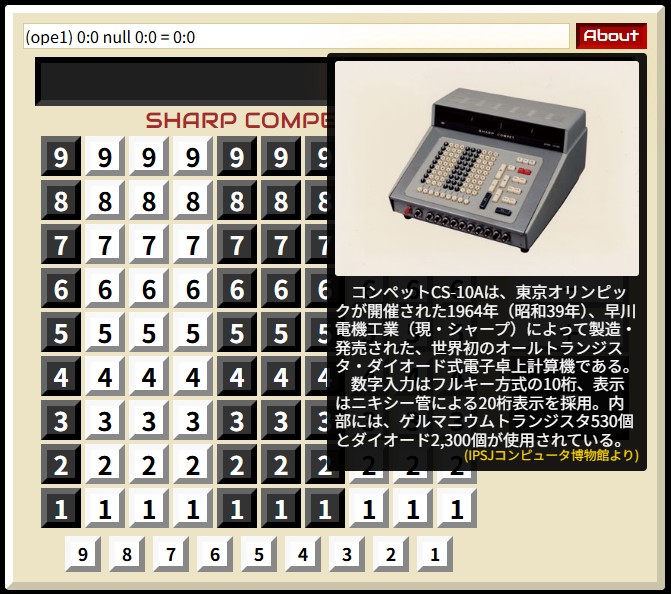 (ope1) 0:0 null 0:0 = 0:0
About
SHARP COMPE
9 9 9 9 9 9 9
8 8 8 8 8 8 8
7 7 7 7 7 7 7
6 6 6 6 6 6 6
5 5 5 5 5 5 5
4 4 4 4 4 4 4
3 3 3 3 3 3 3
2 2 2 2 2 2 2 2 2 2
1 1 1 1 1 1 1 1 1 1
9 8 7 6 5 4 3 2 1
コンペットCS-10Aは、東京オリンピッ
クが開催された1964年（昭和39年）、早川
電機工業（現・シャープ）によって製造・
発売された、世界初のオールトランジス
タ・ダイオード式電子卓上計算機である。
数字入力はフルキー方式の10桁、表示
はニキシー管による20桁表示を採用。内
部には、ゲルマニウムトランジスタ530個
とダイオード2,300個が使用されている。
(IPSJコンピュータ博物館より)